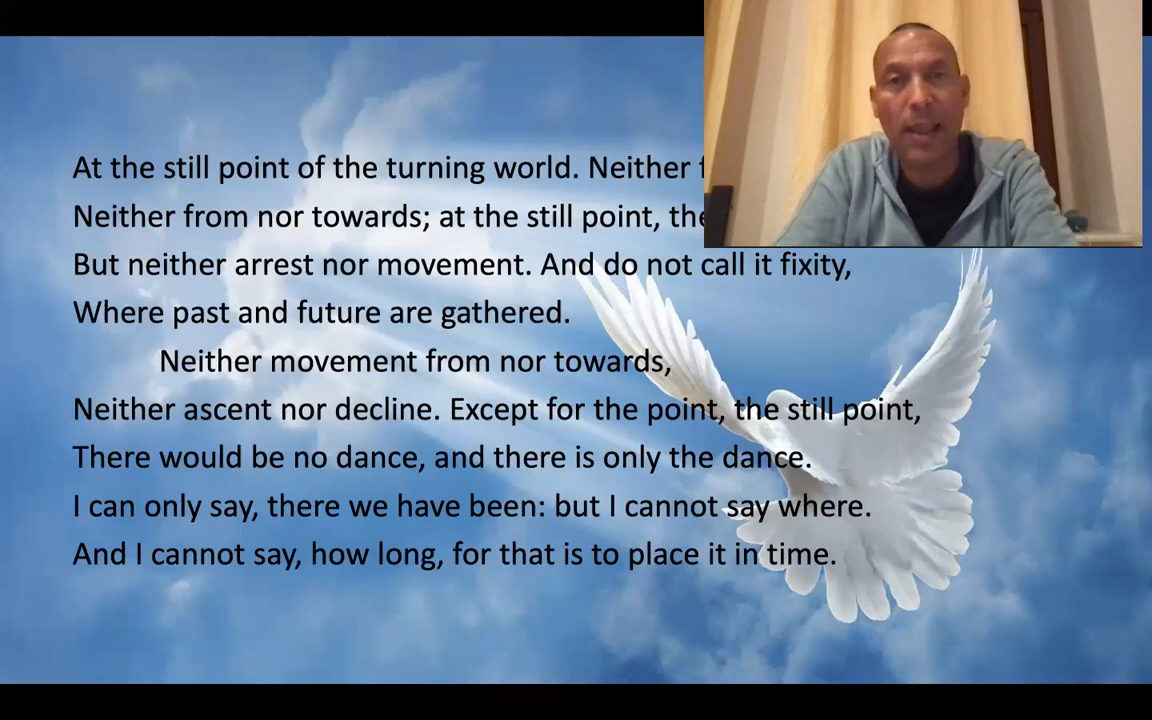 At the still point of the turning world. Neither
Neither from nor towards; at the still point,
But neither arrest nor movement. And do not call it fixity,
Where past and future are gathered.
Neither movement from nor towards,
Neither ascent nor decline. Except for the point, the still point,
There would be no dance, and there is only the dance.
I can only say, there we have been: but I cannot say where.
And I cannot say, how long, for that is to place it in time.